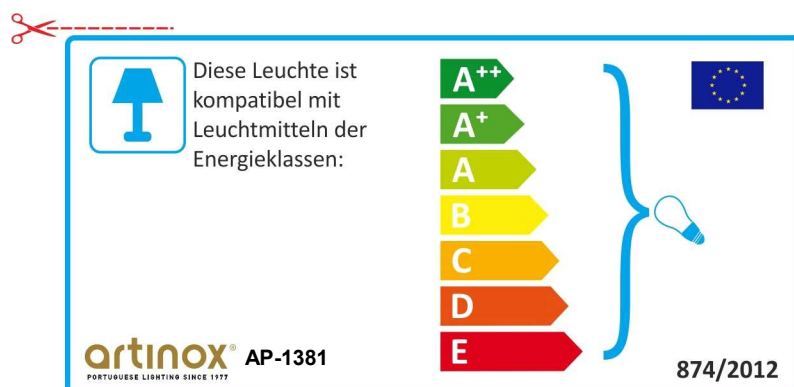 Diese Leuchte ist
kompatibel mit
Leuchtmitteln der
Energieklassen:
A++
A+
A
B
C
D
E
artinox® AP-1381
PORTUGUESE LIGHTING SINCE 1977
874/2012